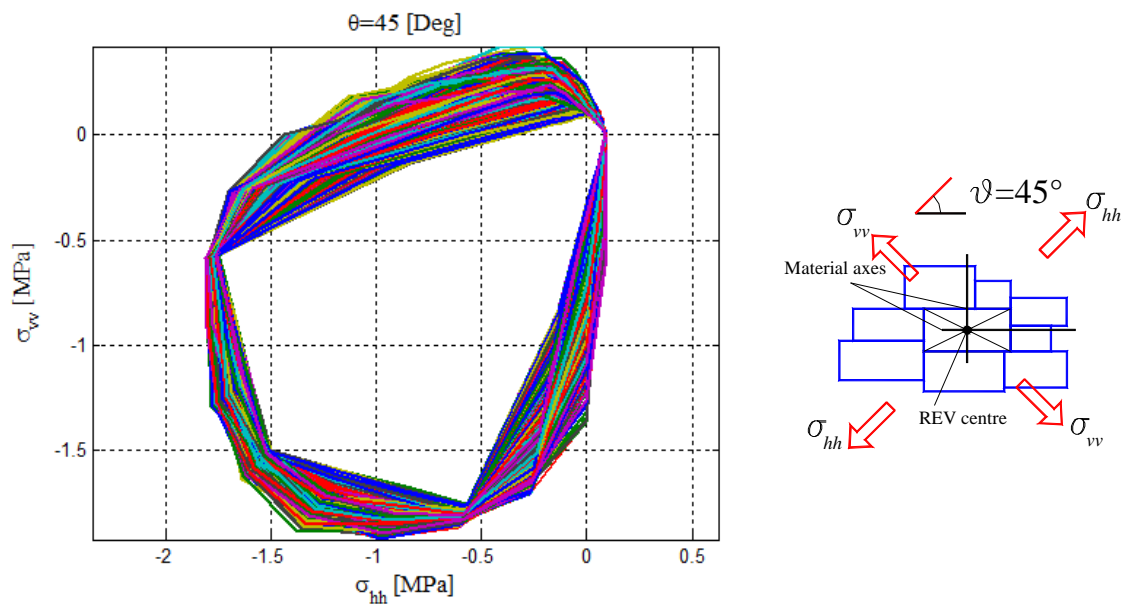 θ=45 [Deg]
0
-0.5
-1
-1.5
σvv [MPa]
-2
-1.5
-1
-0.5
0
0.5
σhh [MPa]
ϑ=45°
σhh
σvv
Material axes
REV centre
σhh
σvv